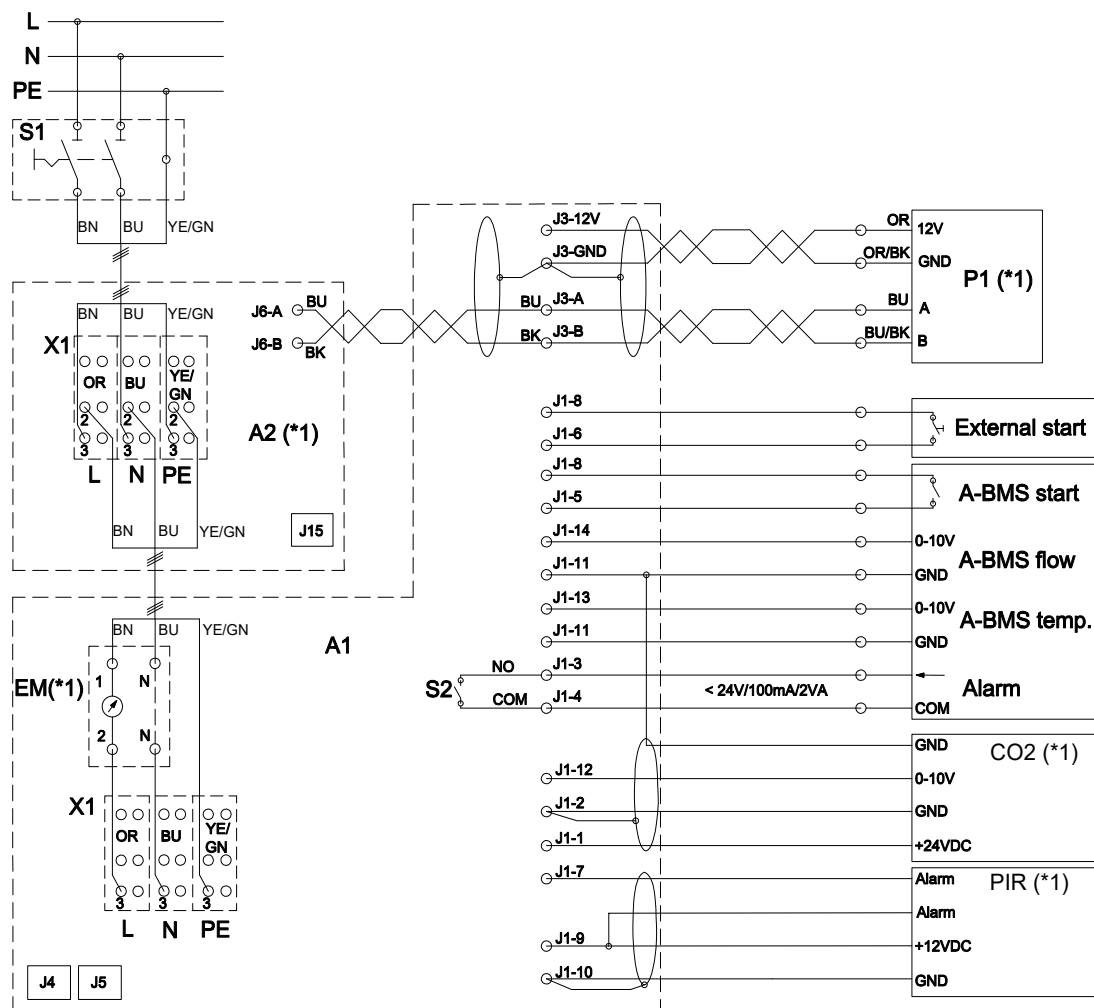 L
N
PE
S1
BN BU YE/GN
BN BU YE/GN
X1
OR BU YE/
GN
2 2 2
3 3 3
L N PE
A2 (*1)
BN BU YE/GN
J15
J6-A BU
J6-B BK
J3-12V
J3-GND
BU J3-A
BK J3-B
OR 12V
OR/BK GND
BU A
BU/BK B
P1 (*1)
J1-8
J1-6
External start
J1-8
J1-5
A-BMS start
J1-14 0-10V
J1-11 GND
A-BMS flow
J1-13 0-10V
J1-11 GND
A-BMS temp.
S2
NO J1-3
COM J1-4
< 24V/100mA/2VA
COM
Alarm
GND
J1-12 0-10V
J1-2 GND
J1-1 +24VDC
CO2 (*1)
J1-7 Alarm
Alarm
J1-9 +12VDC
J1-10 GND
PIR (*1)
A1
BN BU YE/GN
EM(*1)
1 N
2 N
X1
OR BU YE/
GN
3 3 3
L N PE
J4 J5